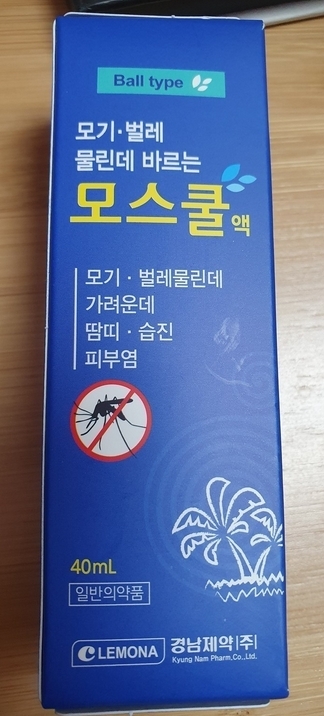 Ball type
모기·벌레
물린데 바르는
모스쿨액
모기·벌레물린데
가려운데
땀띠·습진
피부염
40mL
일반의약품
LEMONA 경남제약(주)
Kyung Nam Pharm.Co.,Ltd.